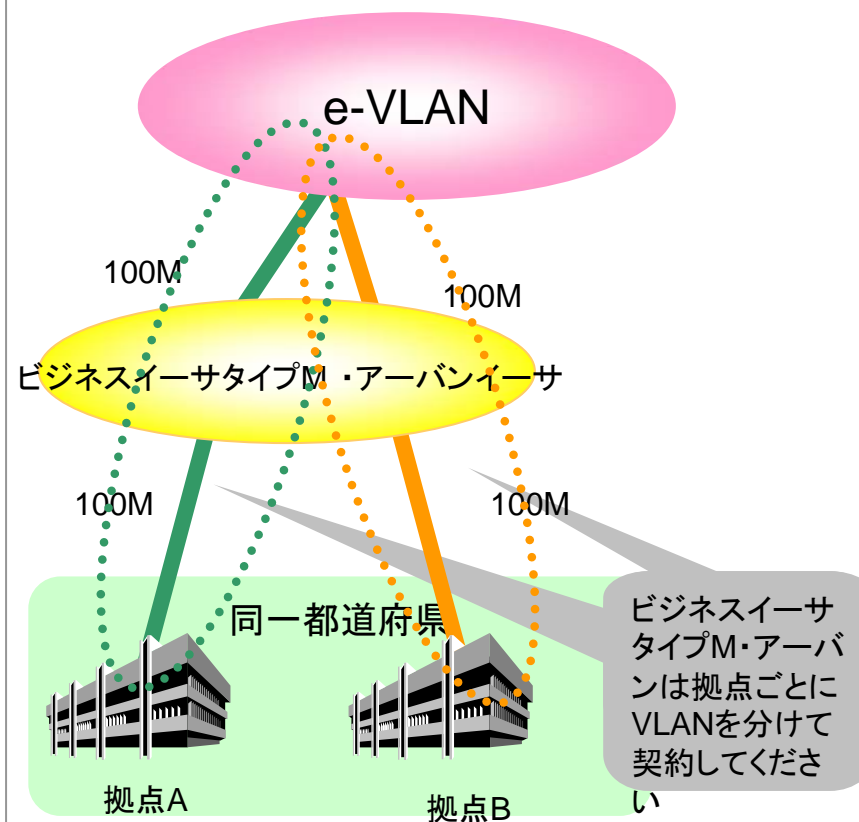 e-VLAN
100M
100M
ビジネスイーサタイプM ・アーバンイーサ
100M
100M
同一都道府県
ビジネスイーサ
タイプM・アーバ
ンは拠点ごとに
VLANを分けて
契約してくださ
い
拠点A
拠点B